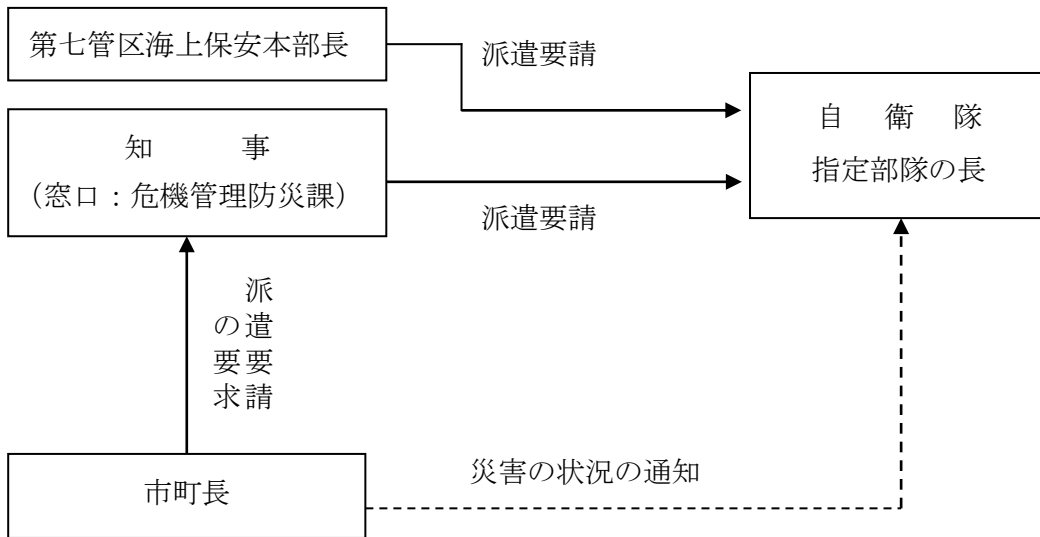 第七管区海上保安本部長
派遣要請
自　衛　隊
指定部隊の長
知　　　事
（窓口：危機管理防災課）
派遣要請
派遣要請
の要求
市町長
災害の状況の通知